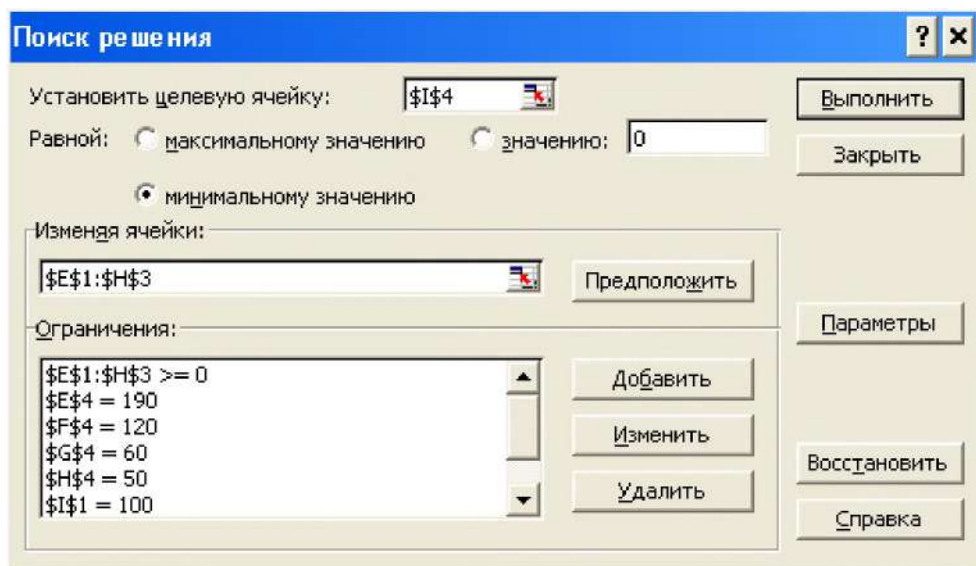 Поиск решения
? ×
Установить целевую ячейку: $I$4
Выполнить
Равной: максимальному значению значению: 0
Закрыть
минимальному значению
Изменяя ячейки:
$E$1:$H$3
Предположить
Ограничения:
Параметры
$E$1:$H$3 >= 0
Добавить
$E$4 = 190
$F$4 = 120
Изменить
$G$4 = 60
Восстановить
$H$4 = 50
Удалить
$I$1 = 100
Справка